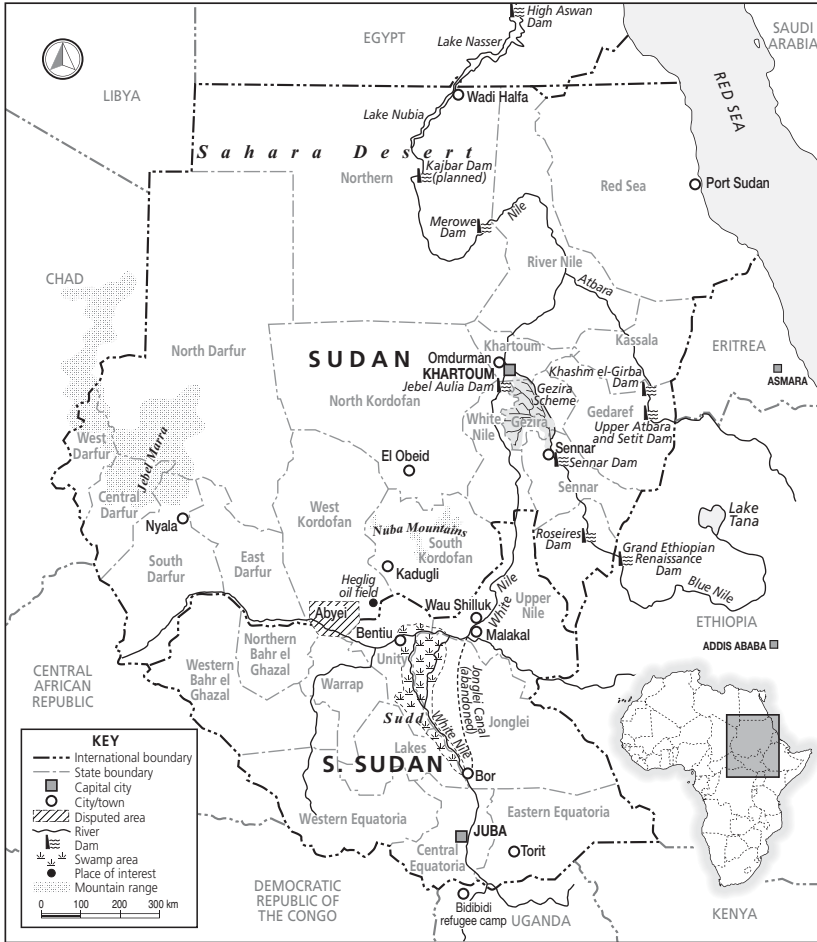 High Aswan
Dam
SAUDI
ARABIA
EGYPT
Lake Nasser
LIBYA
RED SEA
Wadi Halfa
Lake Nubia
Sahara Desert
Kajbar Dam
(planned)
Northern
Red Sea
Port Sudan
Merowe
Dam
Nile
River Nile
CHAD
Atbara
North Darfur
SUDAN
Khartoum
Kassala
ERITREA
Omdurman
KHARTOUM
Khashm el-Girba
Dam
ASMARA
Jebel Aulia Dam
Gezira
Scheme
North Kordofan
Gedaref
White
Nile
Gezira
Upper Atbara
and Setit Dam
West
Darfur
Jebel Marra
Sennar
Sennar Dam
El Obeid
Central
Darfur
Sennar
West
Kordofan
Lake
Tana
Nyala
Nuba Mountains
South
Kordofan
Roseires
Dam
Grand Ethiopian
Renaissance
Dam
South
Darfur
East
Darfur
Kadugli
Blue Nile
Heglig
oil field
White Nile
Upper
Nile
Abyei
Wau Shilluk
ETHIOPIA
Bentiu
Malakal
ADDIS ABABA
Northern
Bahr el
Ghazal
Unity
Western
Bahr el
Ghazal
CENTRAL
AFRICAN
REPUBLIC
Warrap
Jonglei Canal
(abandoned)
Sudd
White Nile
Jonglei
Lakes
S. SUDAN
Bor
KEY
International boundary
State boundary
Capital city
City/town
Disputed area
River
Dam
Swamp area
Place of interest
Mountain range
0 100 200 300 km
Western Equatoria
Eastern Equatoria
JUBA
Central
Equatoria
Torit
DEMOCRATIC
REPUBLIC OF
THE CONGO
Bidibidi
refugee camp
UGANDA
KENYA